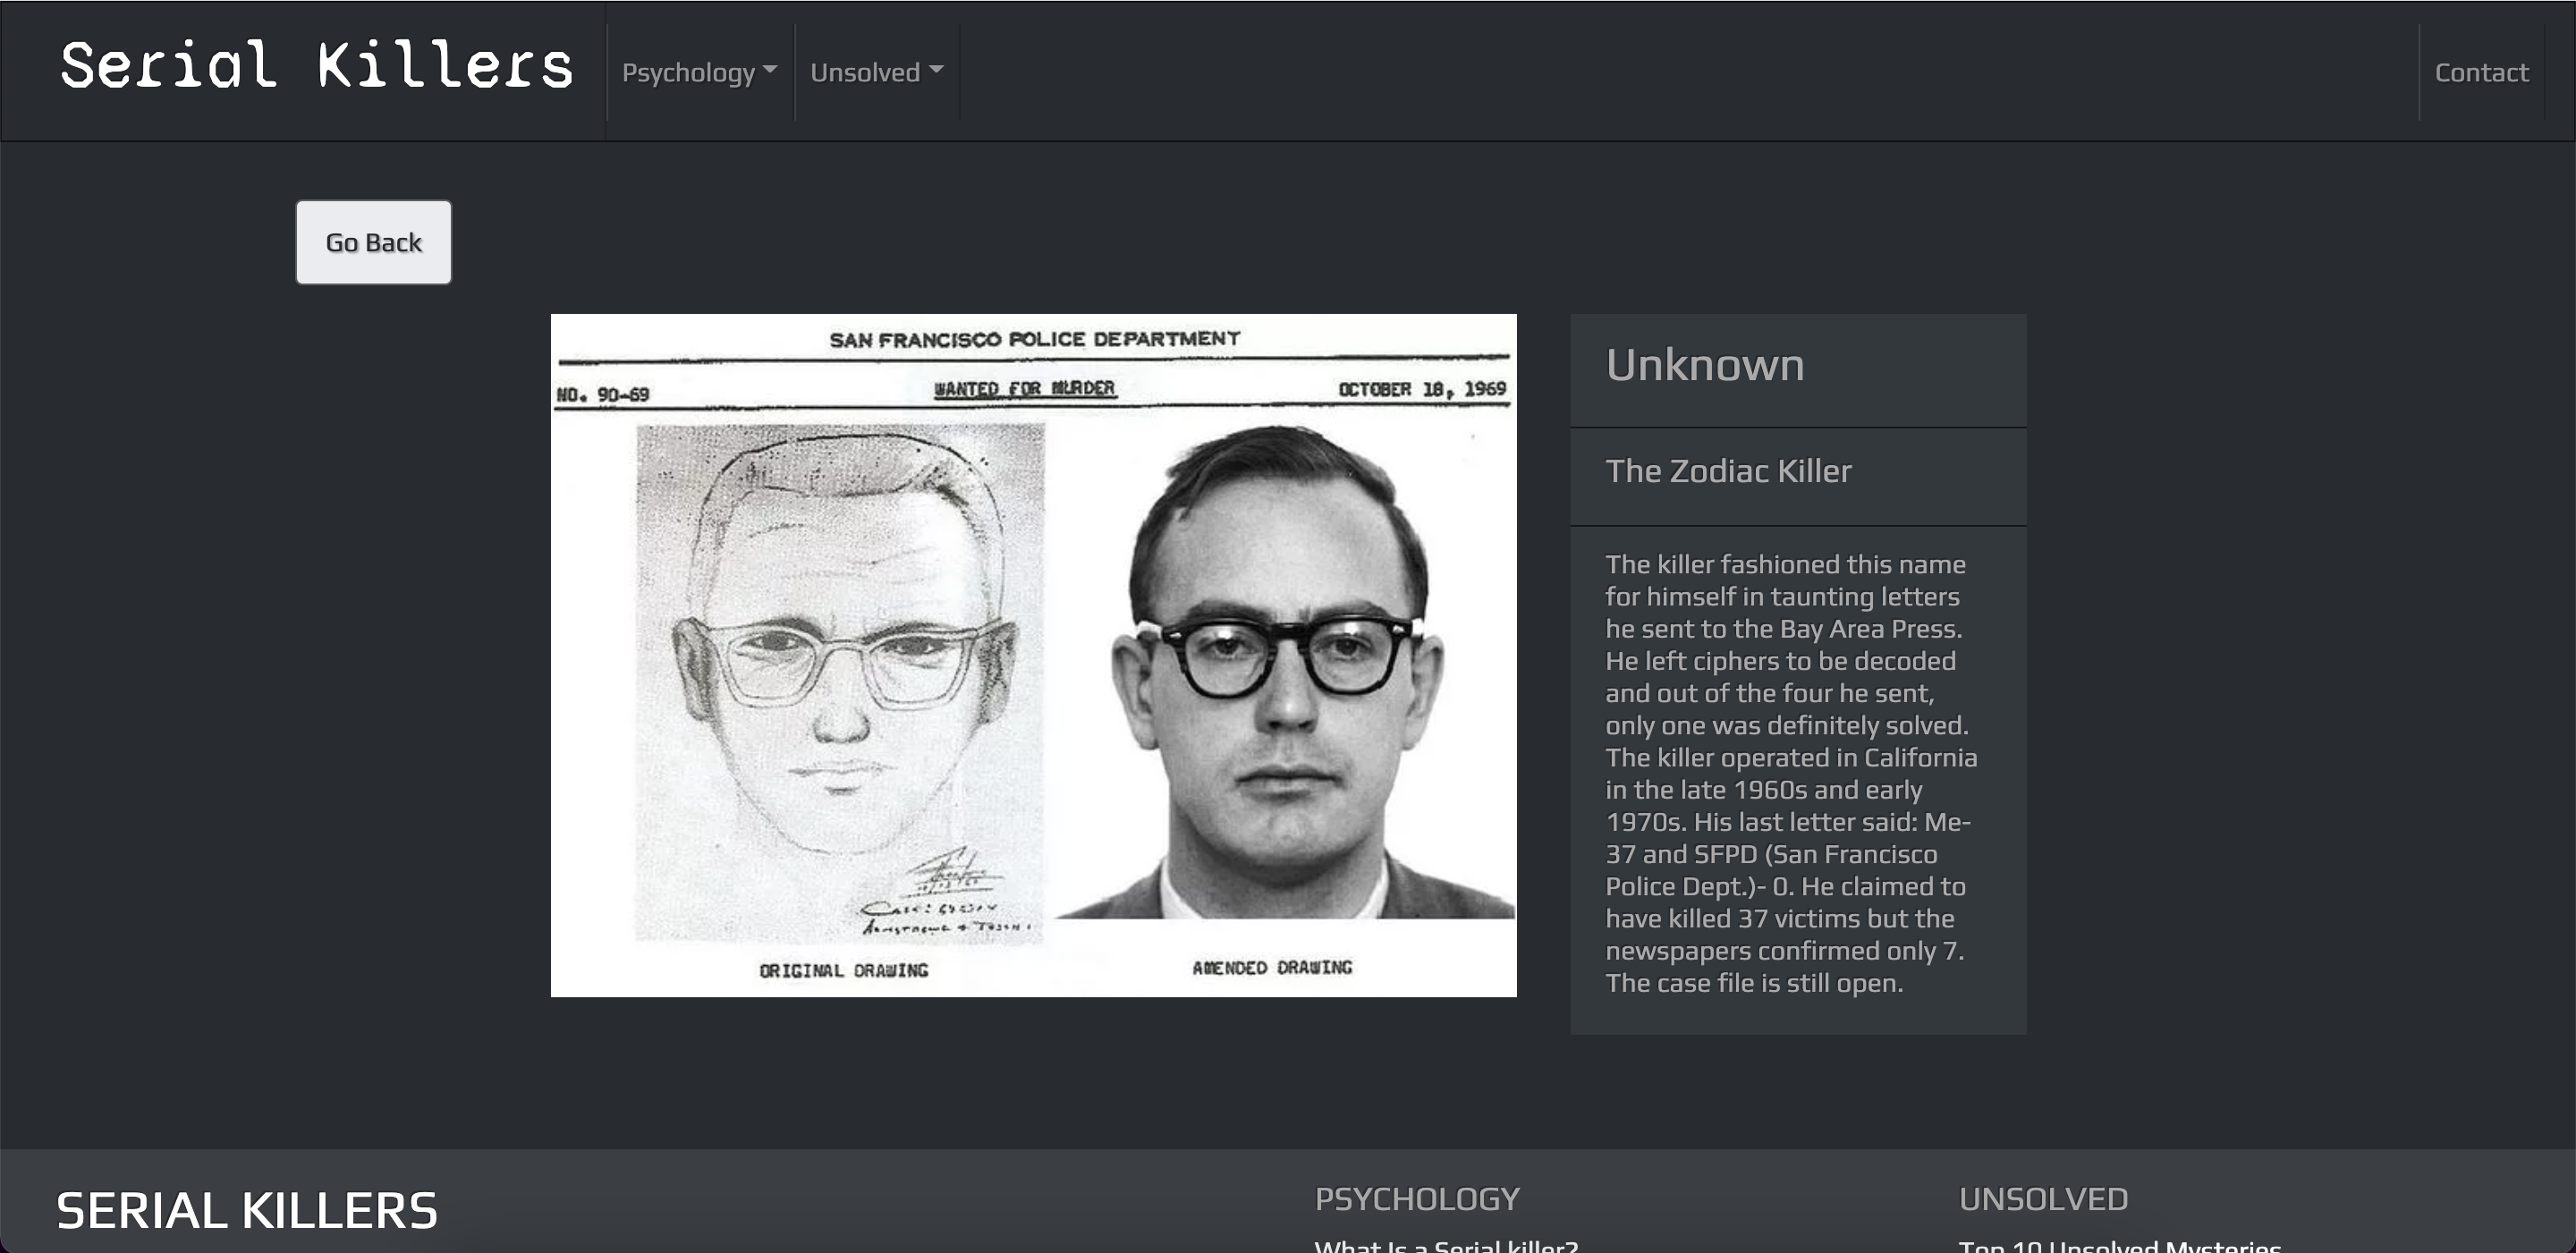 Serial Killers
Psychology
Unsolved
Contact
Go Back
SAN FRANCISCO POLICE DEPARTMENT
NO. 90-69
WANTED FOR MURDER
OCTOBER 18, 1969
ORIGINAL DRAWING
AMENDED DRAWING
Unknown
The Zodiac Killer
The killer fashioned this name
for himself in taunting letters
he sent to the Bay Area Press.
He left ciphers to be decoded
and out of the four he sent,
only one was definitely solved.
The killer operated in California
in the late 1960s and early
1970s. His last letter said: Me-
37 and SFPD (San Francisco
Police Dept.)- 0. He claimed to
have killed 37 victims but the
newspapers confirmed only 7.
The case file is still open.
SERIAL KILLERS
PSYCHOLOGY
What Is a Serial killer?
UNSOLVED
Top 10 Unsolved Mysteries